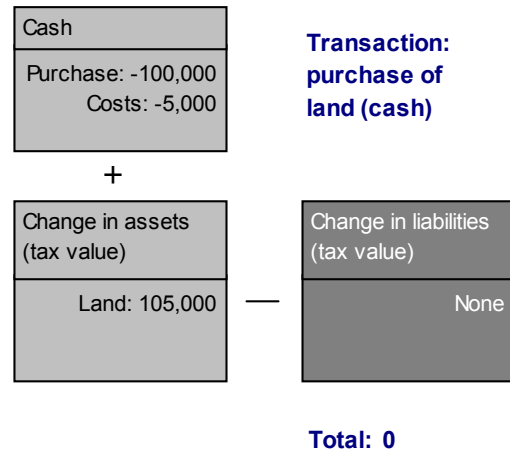 Cash
Purchase: -100,000
Costs: -5,000
Transaction:
purchase of
land (cash)
+
Change in assets
(tax value)
Land: 105,000
—
Change in liabilities
(tax value)
None
Total: 0